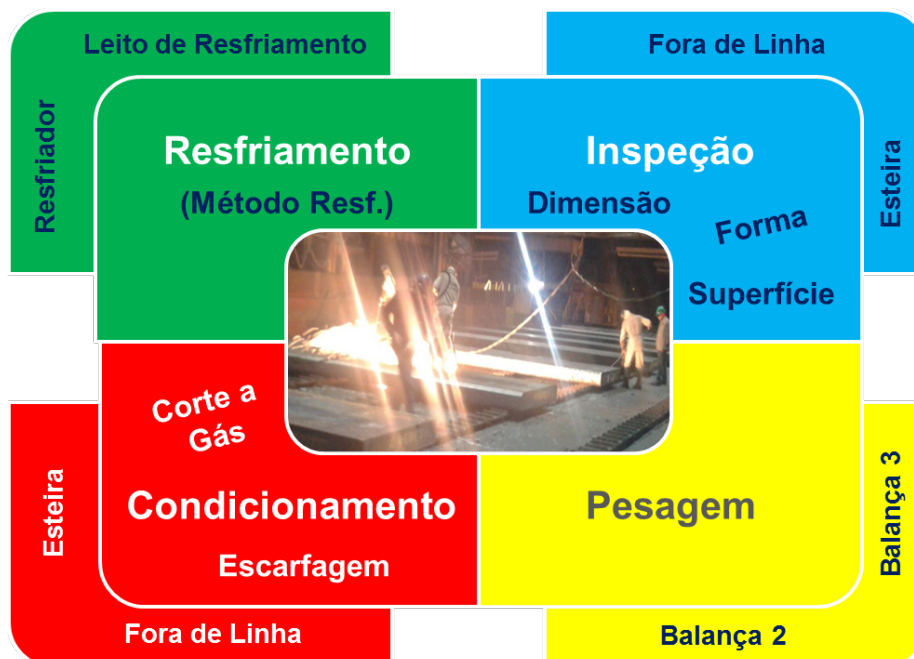 Leito de Resfriamento
Resfriador
Resfriamento
(Método Resf.)
Fora de Linha
Esteira
Inspeção
Dimensão
Forma
Superfície
Esteira
Corte a
Gás
Condicionamento
Escarfagem
Fora de Linha
Pesagem
Balança 3
Balança 2